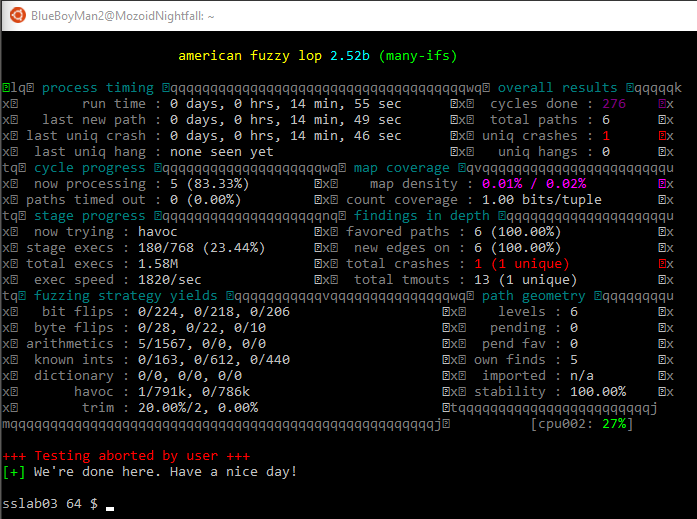 BlueBoyMan2@MozoidNightfall: ~
american fuzzy lop 2.52b (many-ifs)
lq process timing qqqqqqqqqqqqqqqqqqqqqqqqqqqqqqqqqqqqqwq overall results qqqqqk
x run time : 0 days, 0 hrs, 14 min, 55 sec x cycles done : 276 x
x last new path : 0 days, 0 hrs, 14 min, 49 sec x total paths : 6 x
x last uniq crash : 0 days, 0 hrs, 14 min, 46 sec x uniq crashes : 1 x
x last uniq hang : none seen yet x uniq hangs : 0 x
tq cycle progress qqqqqqqqqqqqqqqqqqqqwq map coverage qvqqqqqqqqqqqqqqqqqqqqqqqu
x now processing : 5 (83.33%) x map density : 0.01% / 0.02% x
x paths timed out : 0 (0.00%) x count coverage : 1.00 bits/tuple x
tq stage progress qqqqqqqqqqqqqqqqqqqqnq findings in depth qqqqqqqqqqqqqqqqqqqqu
x now trying : havoc x favored paths : 6 (100.00%) x
x stage execs : 180/768 (23.44%) x new edges on : 6 (100.00%) x
x total execs : 1.58M x total crashes : 1 (1 unique) x
x exec speed : 1820/sec x total tmouts : 13 (1 unique) x
tq fuzzing strategy yields qqqqqqqqqqqvqqqqqqqqqqqqqqqwq path geometry qqqqqqqqu
x bit flips : 0/224, 0/218, 0/206 x levels : 6 x
x byte flips : 0/28, 0/22, 0/10 x pending : 0 x
x arithmetics : 5/1567, 0/0, 0/0 x pend fav : 0 x
x known ints : 0/163, 0/612, 0/440 x own finds : 5 x
x dictionary : 0/0, 0/0, 0/0 x imported : n/a x
x havoc : 1/791k, 0/786k x stability : 100.00% x
x trim : 20.00%/2, 0.00% tqqqqqqqqqqqqqqqqqqqqqqqj
mqqqqqqqqqqqqqqqqqqqqqqqqqqqqqqqqqqqqqqqqqqqqqqqqqqqqqj [cpu002: 27%]
+++ Testing aborted by user +++
[+] We're done here. Have a nice day!
sslab03 64 $